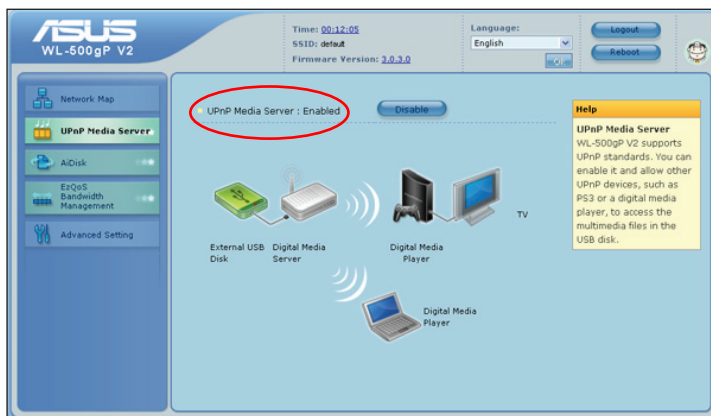 ASUS
WL-500gP V2
Time: 00:12:05
SSID: default
Firmware Version: 3.0.3.0
Language:
English
OK
Logout
Reboot
Network Map
UPnP Media Server
AiDisk
EzQoS
Bandwidth
Management
Advanced Setting
UPnP Media Server : Enabled
Disable
External USB
Disk
Digital Media
Server
Digital Media
Player
TV
Digital Media
Player
Help
UPnP Media Server
WL-500gP V2 supports
UPnP standards. You can
enable it and allow other
UPnP devices, such as
PS3 or a digital media
player, to access the
multimedia files in the
USB disk.